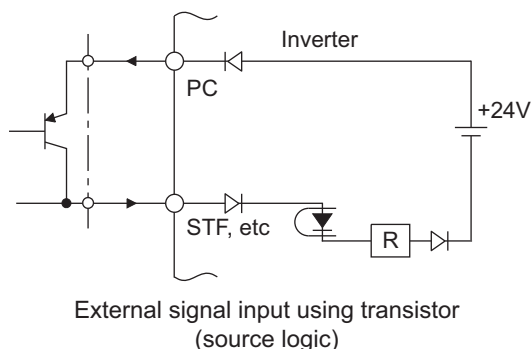 Inverter
PC
+24V
STF, etc
R
External signal input using transistor
(source logic)